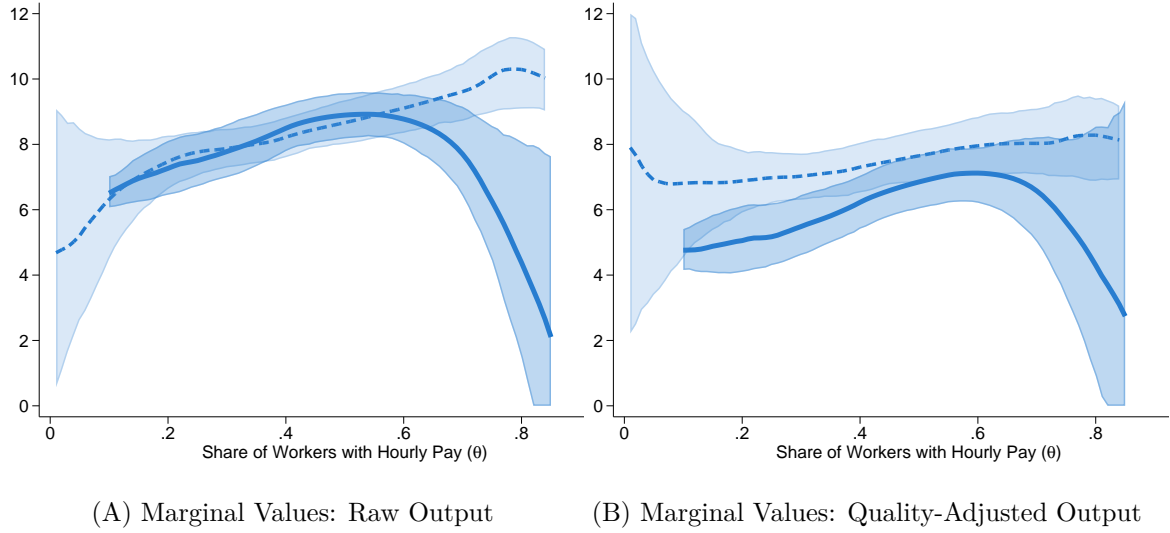 12
10
8
6
4
2
0
0 .2 .4 .6 .8
Share of Workers with Hourly Pay (θ)
(A) Marginal Values: Raw Output
12
10
8
6
4
2
0
0 .2 .4 .6 .8
Share of Workers with Hourly Pay (θ)
(B) Marginal Values: Quality-Adjusted Output